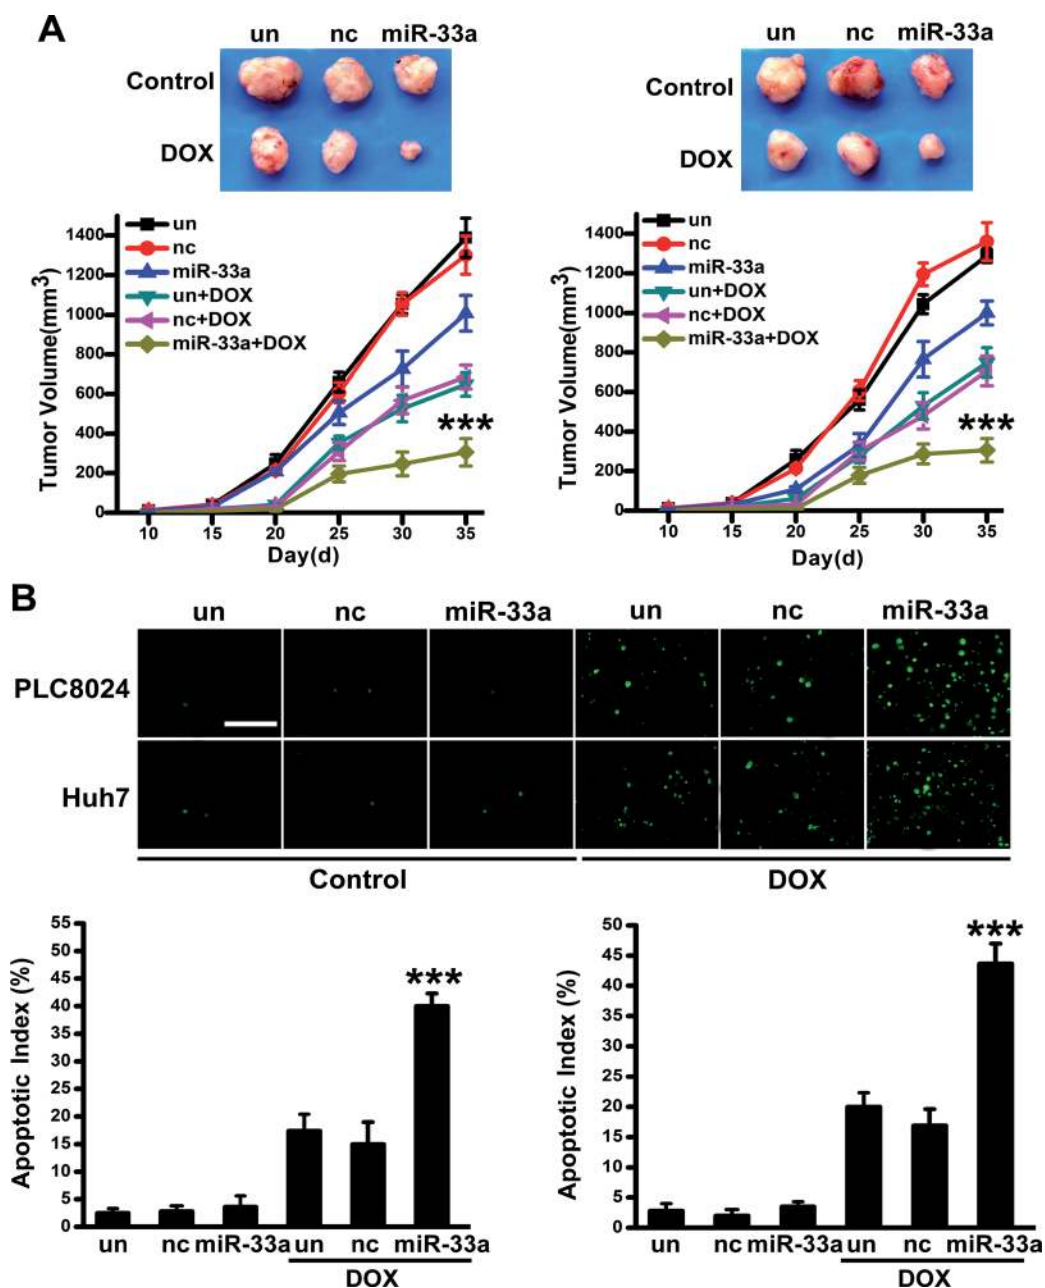 A
un nc miR-33a
Control
DOX
un nc miR-33a
Control
DOX
Tumor Volume(mm3)
1400
1200
1000
800
600
400
200
0
un
nc
miR-33a
un+DOX
nc+DOX
miR-33a+DOX
***
10 15 20 25 30 35
Day(d)
Tumor Volume(mm3)
1400
1200
1000
800
600
400
200
0
un
nc
miR-33a
un+DOX
nc+DOX
miR-33a+DOX
***
10 15 20 25 30 35
Day(d)
B
un nc miR-33a un nc miR-33a
PLC8024
Huh7
Control DOX
Apoptotic Index (%)
55
50
45
40
35
30
25
20
15
10
5
0
***
un nc miR-33a un nc miR-33a
DOX
Apoptotic Index (%)
50
45
40
35
30
25
20
15
10
5
0
***
un nc miR-33a un nc miR-33a
DOX